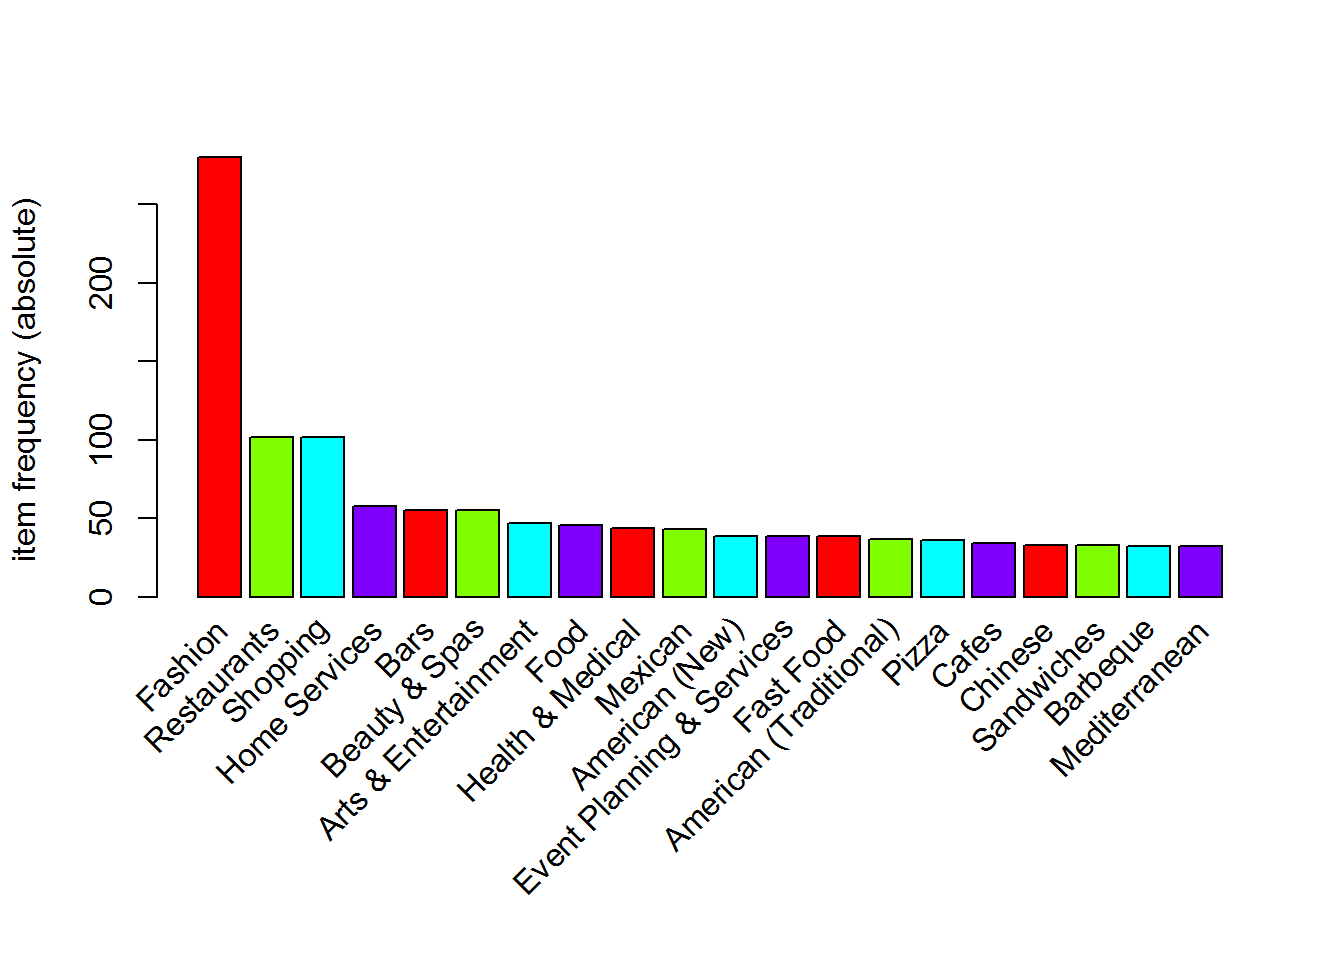 item frequency (absolute)
200
100
50
0
Fashion
Restaurants
Shopping
Home Services
Bars
Beauty & Spas
Arts & Entertainment
Food
Health & Medical
Mexican
American (New)
Event Planning & Services
Fast Food
American (Traditional)
Pizza
Cafes
Chinese
Sandwiches
Barbeque
Mediterranean